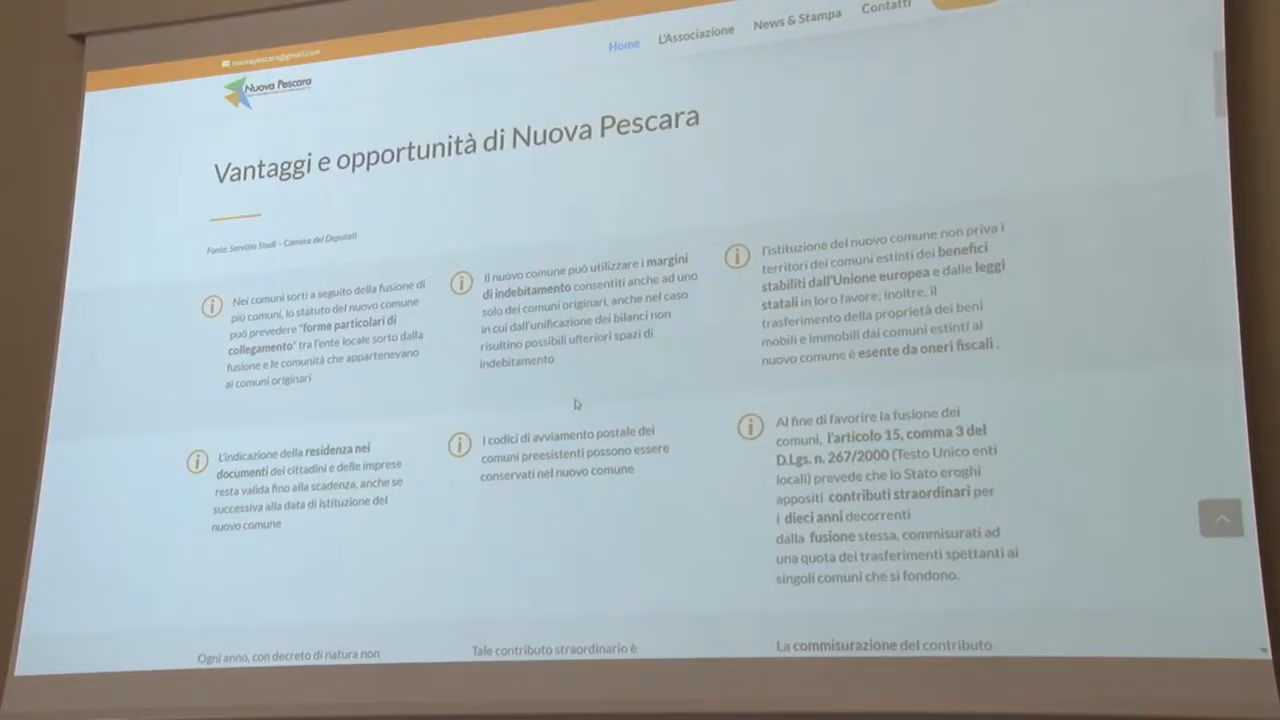 nuovapescara@gmail.com
Home L'Associazione News & Stampa Contatti
Nuova Pescara
Vantaggi e opportunità di Nuova Pescara
Fonte: Servizio Studi – Camera dei Deputati
Nei comuni sorti a seguito della fusione di
più comuni, lo statuto del nuovo comune
può prevedere "forme particolari di
collegamento" tra l'ente locale sorto dalla
fusione e le comunità che appartenevano
ai comuni originari
Il nuovo comune può utilizzare i margini
di indebitamento consentiti anche ad uno
solo dei comuni originari, anche nel caso
in cui dall'unificazione dei bilanci non
risultino possibili ulteriori spazi di
indebitamento
l'istituzione del nuovo comune non priva i
territori dei comuni estinti dei benefici
stabiliti dall'Unione europea e dalle leggi
statali in loro favore; inoltre, il
trasferimento della proprietà dei beni
mobili e immobili dai comuni estinti al
nuovo comune è esente da oneri fiscali .
L'indicazione della residenza nei
documenti dei cittadini e delle imprese
resta valida fino alla scadenza, anche se
successiva alla data di istituzione del
nuovo comune
I codici di avviamento postale dei
comuni preesistenti possono essere
conservati nel nuovo comune
Al fine di favorire la fusione dei
comuni, l'articolo 15, comma 3 del
D.Lgs. n. 267/2000 (Testo Unico enti
locali) prevede che lo Stato eroghi
appositi contributi straordinari per
i dieci anni decorrenti
dalla fusione stessa, commisurati ad
una quota dei trasferimenti spettanti ai
singoli comuni che si fondono.
Ogni anno, con decreto di natura non
Tale contributo straordinario è
La commisurazione del contributo